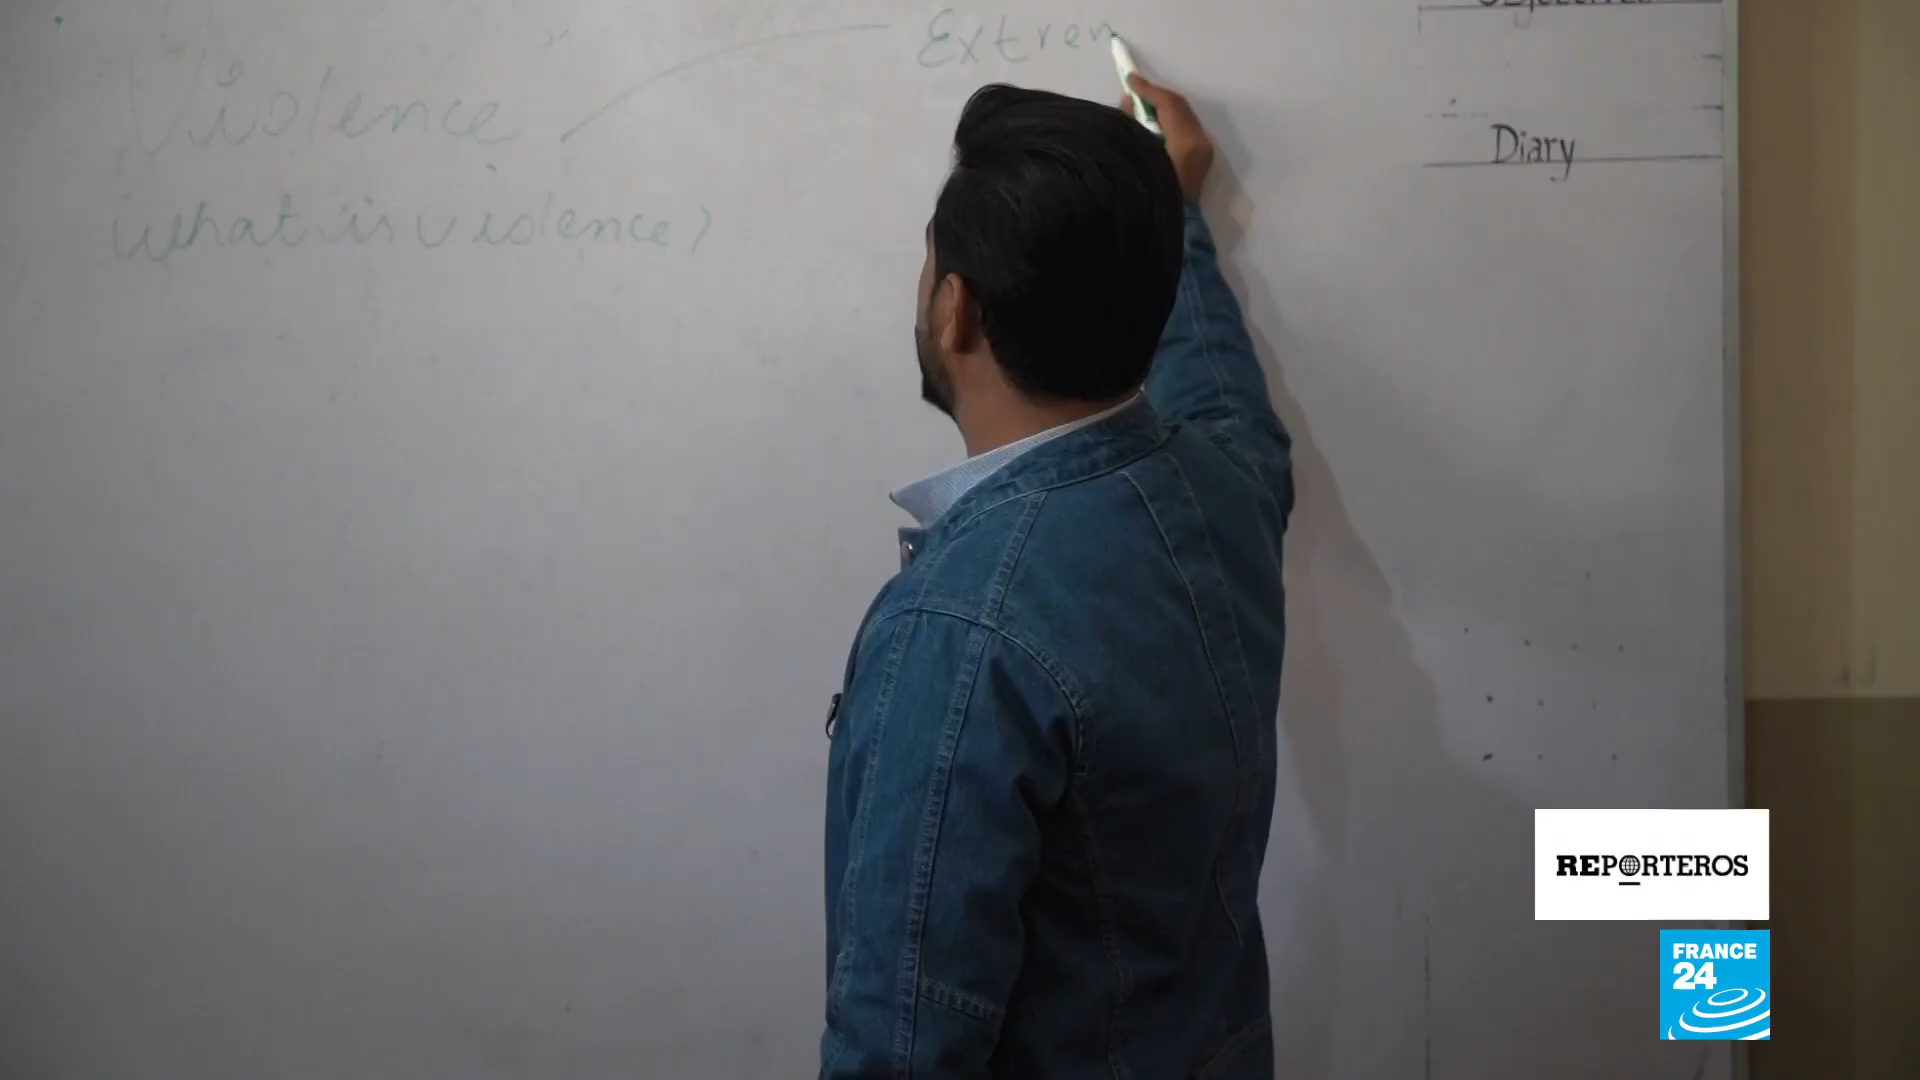 Extrem
Violence
what is violence?
Diary
REPORTEROS
FRANCE
24